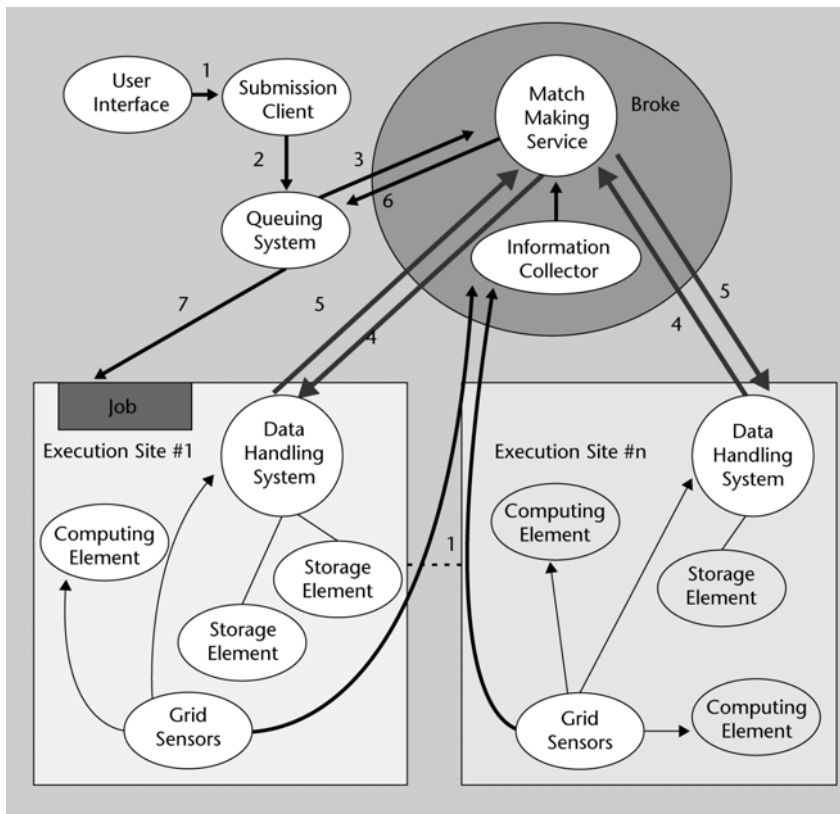 User
Interface
1
Submission
Client
2
3
6
Queuing
System
Match
Making
Service
Broke
Information
Collector
7
5
4
5
4
Job
Execution Site #1
Data
Handling
System
Computing
Element
Storage
Element
Storage
Element
Grid
Sensors
1
Execution Site #n
Data
Handling
System
Computing
Element
Storage
Element
Grid
Sensors
Computing
Element